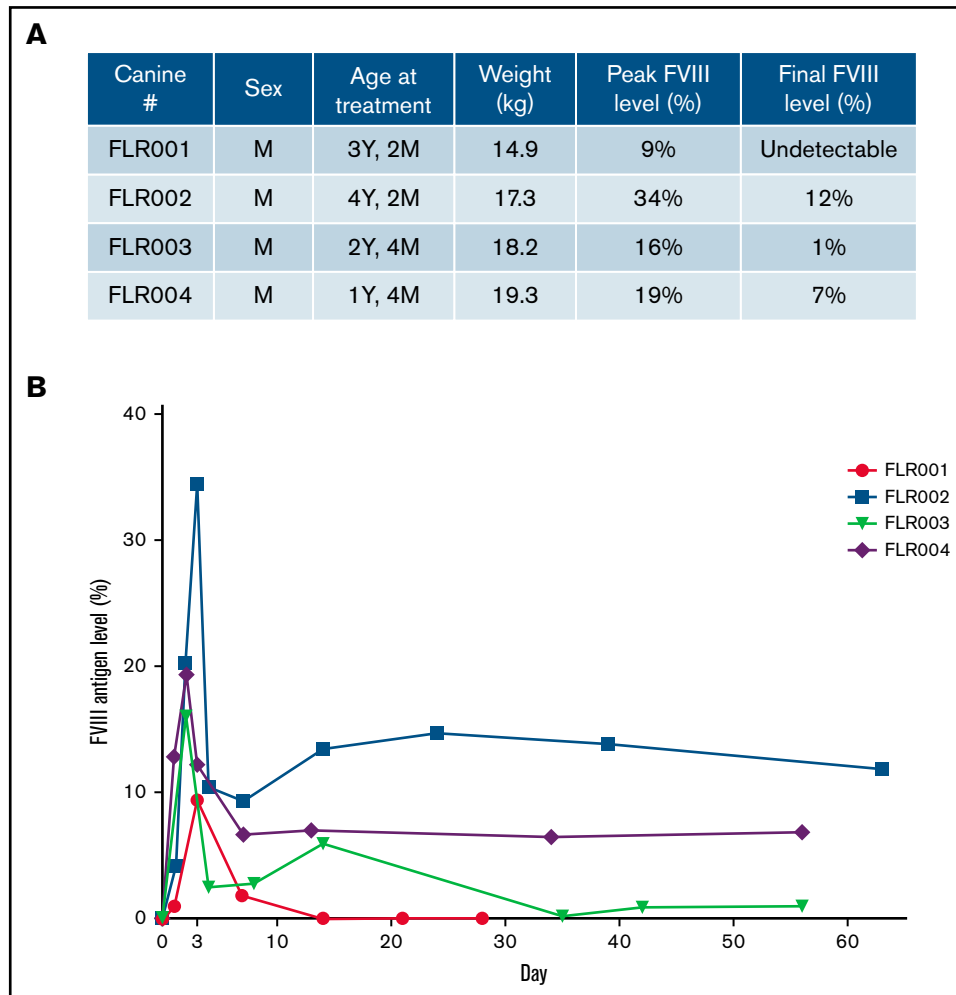 A
Canine # Sex Age at treatment Weight (kg) Peak FVIII level (%) Final FVIII level (%)
FLR001 M 3Y, 2M 14.9 9% Undetectable
FLR002 M 4Y, 2M 17.3 34% 12%
FLR003 M 2Y, 4M 18.2 16% 1%
FLR004 M 1Y, 4M 19.3 19% 7%
B
40
30
20
10
0
FVIII antigen level (%)
FLR001
FLR002
FLR003
FLR004
0 3 10 20 30 40 50 60
Day